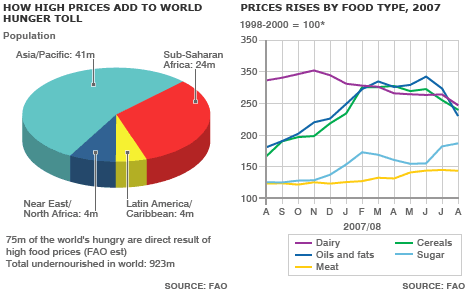 HOW HIGH PRICES ADD TO WORLD
HUNGER TOLL
Population
Asia/Pacific: 41m
Sub-Saharan
Africa: 24m
Near East/
North Africa: 4m
Latin America/
Caribbean: 4m
75m of the world's hungry are direct result of
high food prices (FAO est)
Total undernourished in world: 923m
SOURCE: FAO
PRICES RISES BY FOOD TYPE, 2007
1998-2000 = 100*
350
350
250
200
150
100
A S O N D J F M A M J J A
2007/08
Dairy
Cereals
Oils and fats
Sugar
Meat
SOURCE: FAO